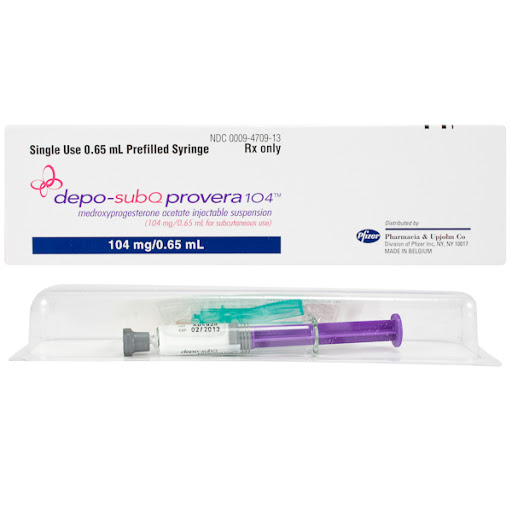 NDC 0009-4709-13
Single Use 0.65 mL Prefilled Syringe Rx only
depo-subQ provera 104™
medroxyprogesterone acetate injectable suspension
(104 mg/0.65 mL for subcutaneous use)
104 mg/0.65 mL
Distributed by
Pfizer
Pharmacia & Upjohn Co
Division of Pfizer Inc, NY, NY 10017
MADE IN BELGIUM
EXP 02/2013
depo-subQ